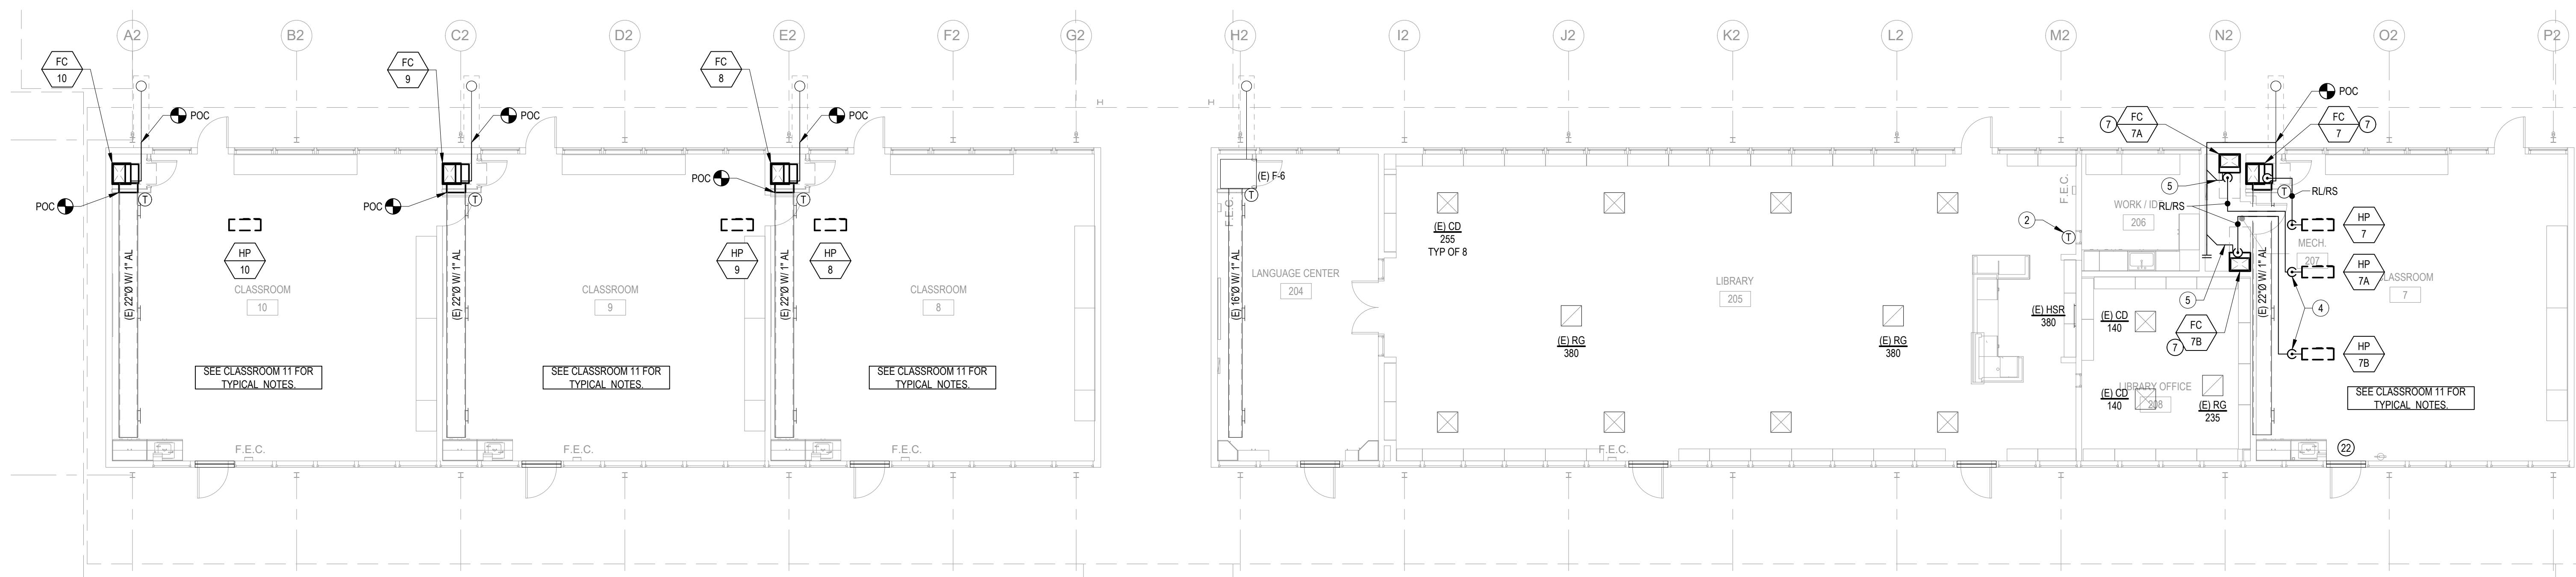 A2
B2
C2
D2
E2
F2
G2
H2
I2
J2
K2
L2
M2
N2
O2
P2
FC
10
FC
9
FC
8
POC
POC
POC
POC
FC
7A
7
FC
7
7
POC
POC
POC
T
T
T
(E) F-6
T
F.E.C.
(E) 22"Ø W/ 1" AL
(E) 22"Ø W/ 1" AL
(E) 22"Ø W/ 1" AL
(E) 16"Ø W/ 1" AL
(E) 22"Ø W/ 1" AL
HP
10
HP
9
HP
8
CLASSROOM
10
CLASSROOM
9
CLASSROOM
8
SEE CLASSROOM 11 FOR
TYPICAL NOTES.
SEE CLASSROOM 11 FOR
TYPICAL NOTES.
SEE CLASSROOM 11 FOR
TYPICAL NOTES.
F.E.C.
F.E.C.
F.E.C.
LANGUAGE CENTER
204
(E) CD
255
TYP OF 8
LIBRARY
205
(E) RG
380
(E) RG
380
(E) HSR
380
F.E.C.
F.E.C.
2
T
WORK / ID
206
RL/RS
5
5
T
RL/RS
HP
7
MECH.
207
HP
7A
CLASSROOM
7
4
HP
7B
FC
7B
7
(E) CD
140
(E) CD
140
LIBRARY OFFICE
208
(E) RG
235
SEE CLASSROOM 11 FOR
TYPICAL NOTES.
22